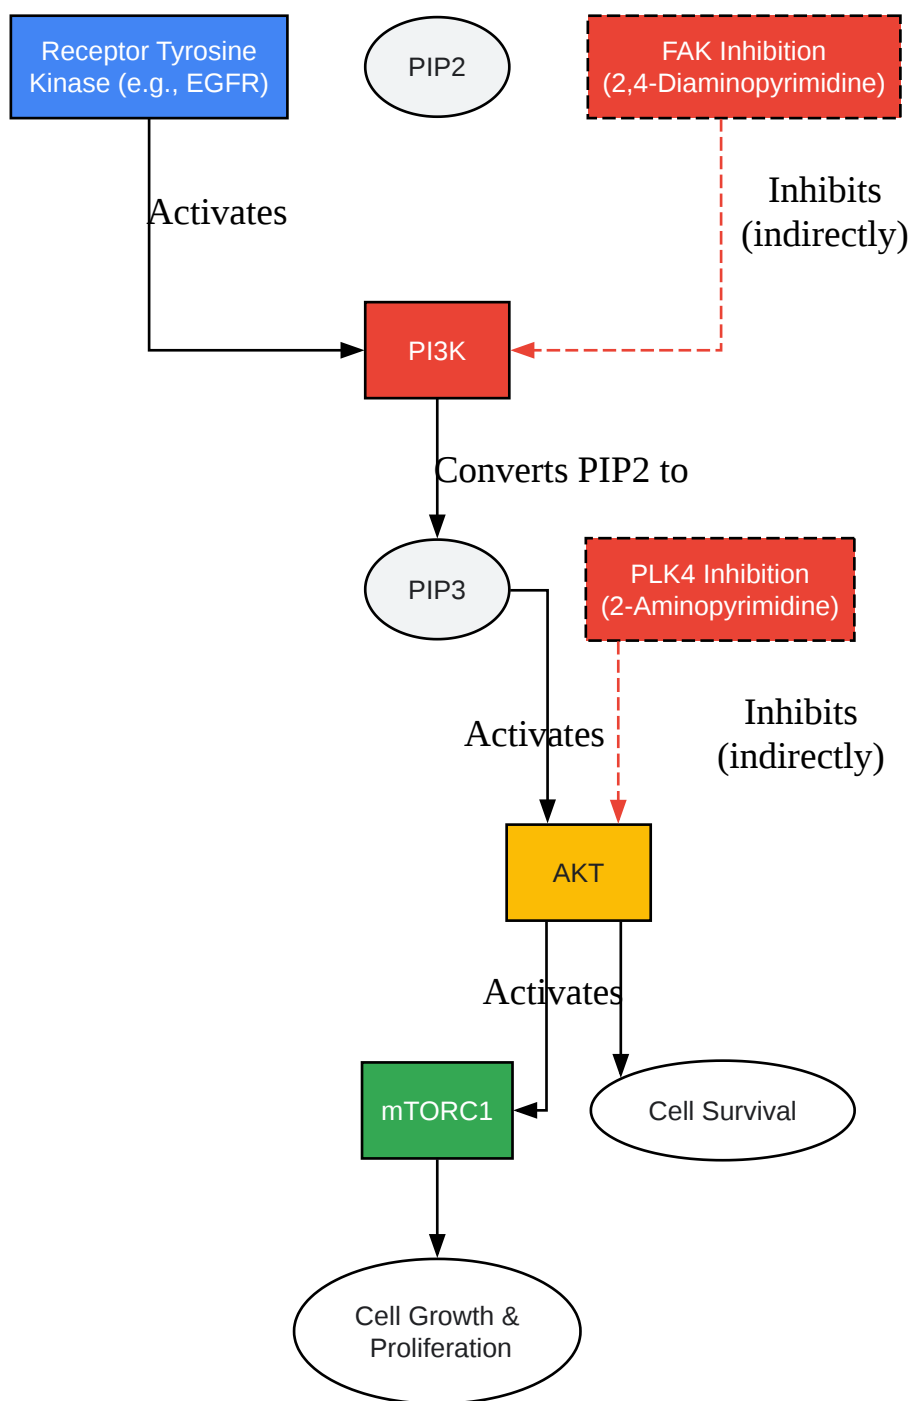 Receptor Tyrosine
Kinase (e.g., EGFR)
PIP2
FAK Inhibition
(2,4-Diaminopyrimidine)
Activates
Inhibits
(indirectly)
PI3K
Converts PIP2 to
PIP3
PLK4 Inhibition
(2-Aminopyrimidine)
Activates
Inhibits
(indirectly)
AKT
Activates
mTORC1
Cell Survival
Cell Growth &
Proliferation